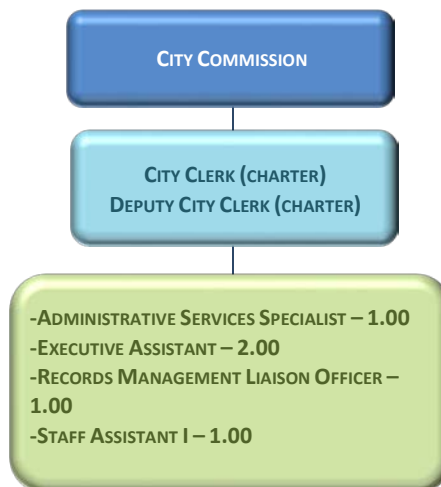 CITY COMMISSION
CITY CLERK (CHARTER)
DEPUTY CITY CLERK (CHARTER)
-ADMINISTRATIVE SERVICES SPECIALIST – 1.00
-EXECUTIVE ASSISTANT – 2.00
-RECORDS MANAGEMENT LIAISON OFFICER –
1.00
-STAFF ASSISTANT I – 1.00